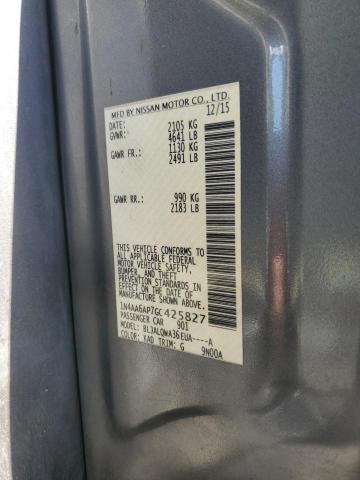 MFD BY NISSAN MOTOR CO., LTD.
DATE: 12/15
GVWR: 2105 KG
4641 LB
GAWR FR.: 1130 KG
2491 LB
GAWR RR.: 990 KG
2183 LB
THIS VEHICLE CONFORMS TO
ALL APPLICABLE FEDERAL
MOTOR VEHICLE SAFETY,
BUMPER, AND THEFT
PREVENTION STANDARDS IN
EFFECT ON THE DATE OF
MANUFACTURE SHOWN ABOVE.
1N4AA6AP7GC425827
PASSENGER CAR 901
MODEL: BL3ALQWA36EUA----A
COLOR: KAD TRIM: G 9N00A